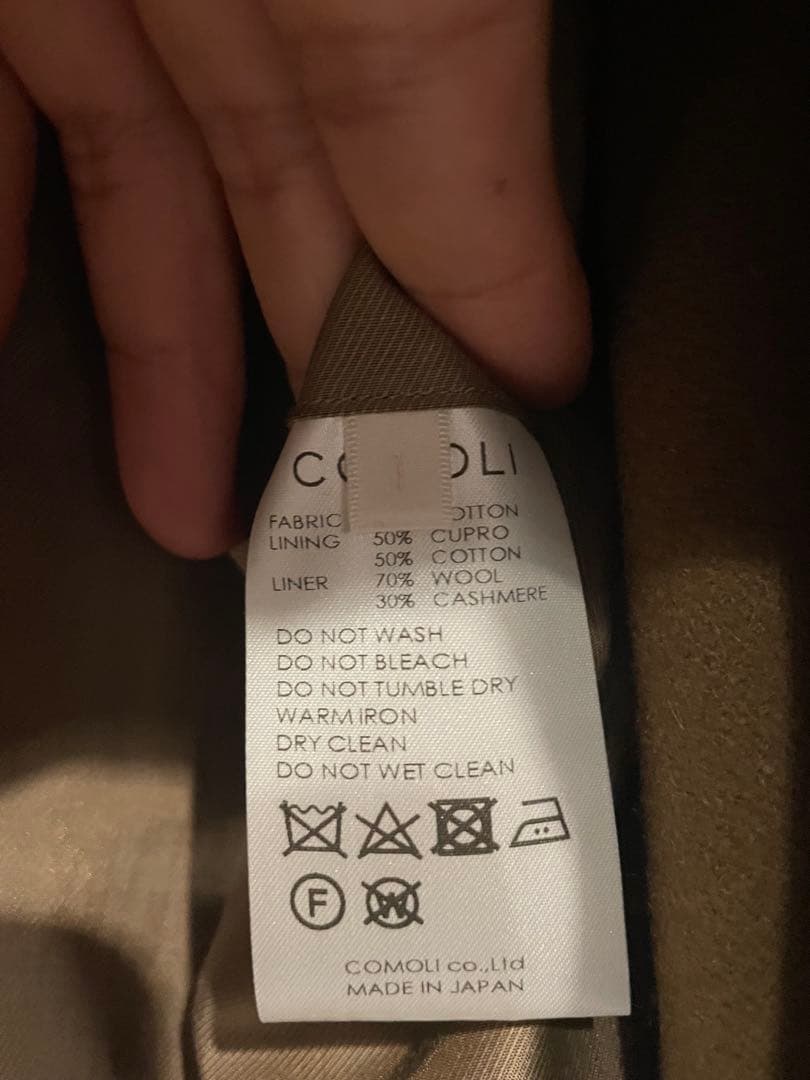 FABRIC
LINING 50% CUPRO
50% COTTON
LINER 70% WOOL
30% CASHMERE
DO NOT WASH
DO NOT BLEACH
DO NOT TUMBLE DRY
WARM IRON
DRY CLEAN
DO NOT WET CLEAN
F
W
COMOLI co.,Ltd
MADE IN JAPAN